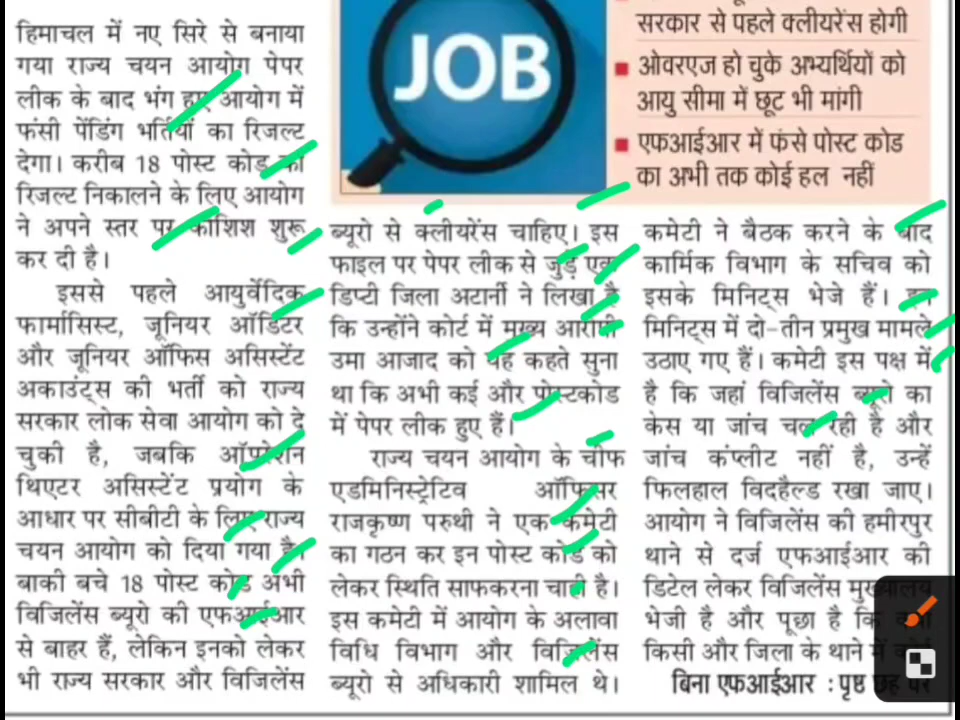 हिमाचल में नए सिरे से बनाया
गया राज्य चयन आयोग पेपर
लीक के बाद भंग हुए आयोग में
फंसी पेंडिंग भर्तियों का रिजल्ट
देगा। करीब 18 पोस्ट कोड का
रिजल्ट निकालने के लिए आयोग
ने अपने स्तर पर कोशिश शुरू
कर दी है।
इससे पहले आयुर्वेदिक
फार्मासिस्ट, जूनियर ऑडिटर
और जूनियर ऑफिस असिस्टेंट
अकाउंट्स की भर्ती को राज्य
सरकार लोक सेवा आयोग को दे
चुकी है, जबकि ऑपरेशन
थिएटर असिस्टेंट प्रयोग के
आधार पर सीबीटी के लिए राज्य
चयन आयोग को दिया गया है।
बाकी बचे 18 पोस्ट कोड अभी
विजिलेंस ब्यूरो की एफआईआर
से बाहर हैं, लेकिन इनको लेकर
भी राज्य सरकार और विजिलेंस
JOB
सरकार से पहले क्लीयरेंस होगी
ओवरएज हो चुके अभ्यर्थियों को
आयु सीमा में छूट भी मांगी
एफआईआर में फंसे पोस्ट कोड
का अभी तक कोई हल नहीं
ब्यूरो से क्लीयरेंस चाहिए। इस
फाइल पर पेपर लीक से जुड़े एक
डिप्टी जिला अटार्नी ने लिखा है
कि उन्होंने कोर्ट में मुख्य आरोपी
उमा आजाद को यह कहते सुना
था कि अभी कई और पोस्टकोड
में पेपर लीक हुए हैं।
राज्य चयन आयोग के चीफ
एडमिनिस्ट्रेटिव ऑफिसर
राजकृष्ण परुथी ने एक कमेटी
का गठन कर इन पोस्ट कोड को
लेकर स्थिति साफकरना चाही है।
इस कमेटी में आयोग के अलावा
विधि विभाग और विजिलेंस
ब्यूरो से अधिकारी शामिल थे।
कमेटी ने बैठक करने के बाद
कार्मिक विभाग के सचिव को
इसके मिनिट्स भेजे हैं। इन
मिनिट्स में दो-तीन प्रमुख मामले
उठाए गए हैं। कमेटी इस पक्ष में
है कि जहां विजिलेंस ब्यूरो का
केस या जांच चल रही है और
जांच कंप्लीट नहीं है, उन्हें
फिलहाल विदहैल्ड रखा जाए।
आयोग ने विजिलेंस की हमीरपुर
थाने से दर्ज एफआईआर की
डिटेल लेकर विजिलेंस मुख्यालय
भेजी है और पूछा है कि क्या
किसी और जिला के थाने में कोई
बिना एफआईआर : पृष्ठ छह पर